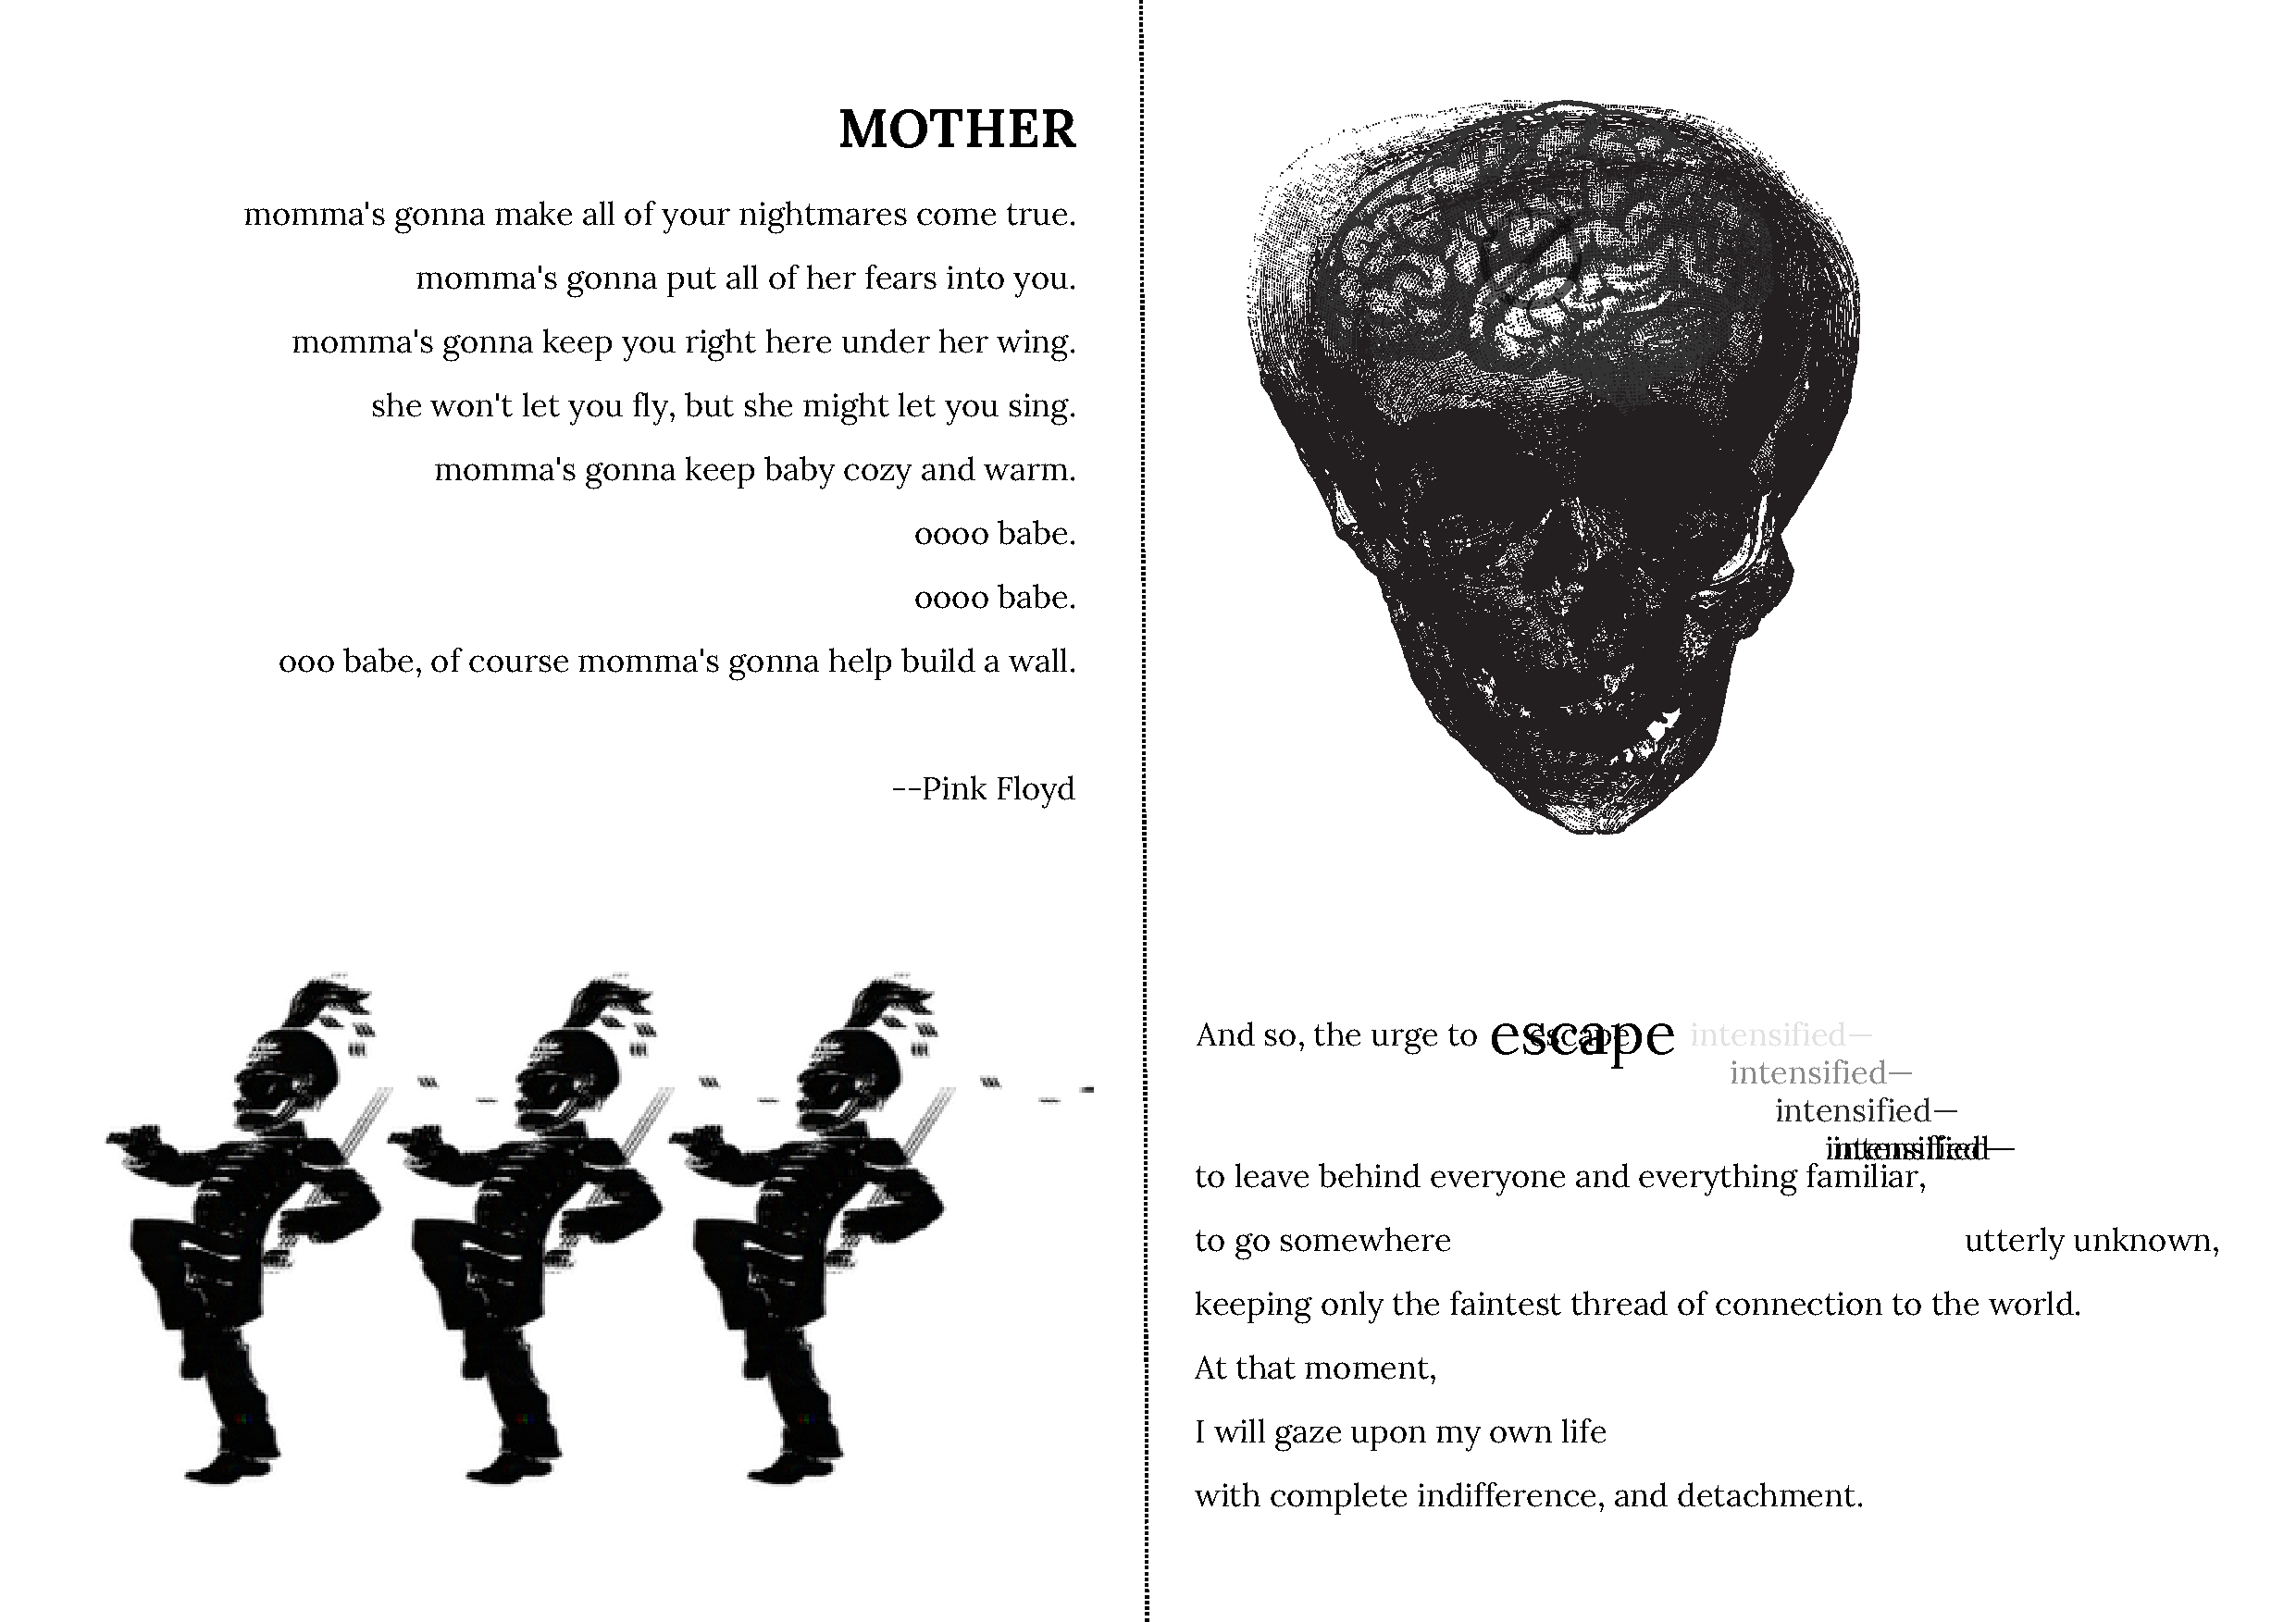 MOTHER
momma's gonna make all of your nightmares come true.
momma's gonna put all of her fears into you.
momma's gonna keep you right here under her wing.
she won't let you fly, but she might let you sing.
momma's gonna keep baby cozy and warm.
oooo babe.
oooo babe.
ooo babe, of course momma's gonna help build a wall.
--Pink Floyd
And so, the urge to escape intensified—
intensified—
intensified—
intensified—
to leave behind everyone and everything familiar,
to go somewhere utterly unknown,
keeping only the faintest thread of connection to the world.
At that moment,
I will gaze upon my own life
with complete indifference, and detachment.